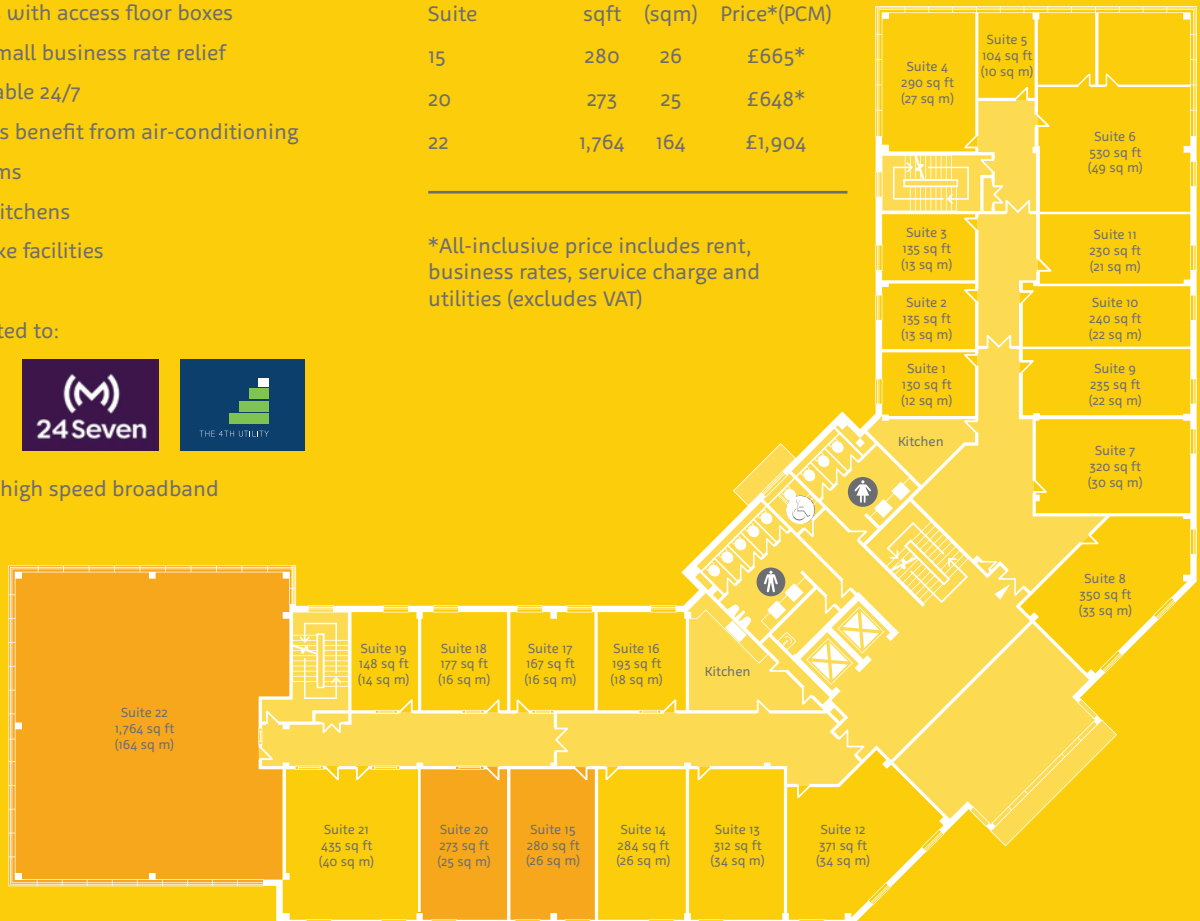 with access floor boxes
mall business rate relief
able 24/7
s benefit from air-conditioning
ms
itchens
ke facilities
ted to:
(M)
24Seven
THE 4TH UTILITY
high speed broadband
Suite sqft (sqm) Price*(PCM)
15 280 26 £665*
20 273 25 £648*
22 1,764 164 £1,904
*All-inclusive price includes rent,
business rates, service charge and
utilities (excludes VAT)
Suite 4
290 sq ft
(27 sq m)
Suite 5
104 sq ft
(10 sq m)
Suite 6
530 sq ft
(49 sq m)
Suite 3
135 sq ft
(13 sq m)
Suite 11
230 sq ft
(21 sq m)
Suite 2
135 sq ft
(13 sq m)
Suite 10
240 sq ft
(22 sq m)
Suite 1
130 sq ft
(12 sq m)
Suite 9
235 sq ft
(22 sq m)
Kitchen
Suite 7
320 sq ft
(30 sq m)
Suite 8
350 sq ft
(33 sq m)
Suite 19
148 sq ft
(14 sq m)
Suite 18
177 sq ft
(16 sq m)
Suite 17
167 sq ft
(16 sq m)
Suite 16
193 sq ft
(18 sq m)
Kitchen
Suite 22
1,764 sq ft
(164 sq m)
Suite 21
435 sq ft
(40 sq m)
Suite 20
273 sq ft
(25 sq m)
Suite 15
280 sq ft
(26 sq m)
Suite 14
284 sq ft
(26 sq m)
Suite 13
312 sq ft
(34 sq m)
Suite 12
371 sq ft
(34 sq m)